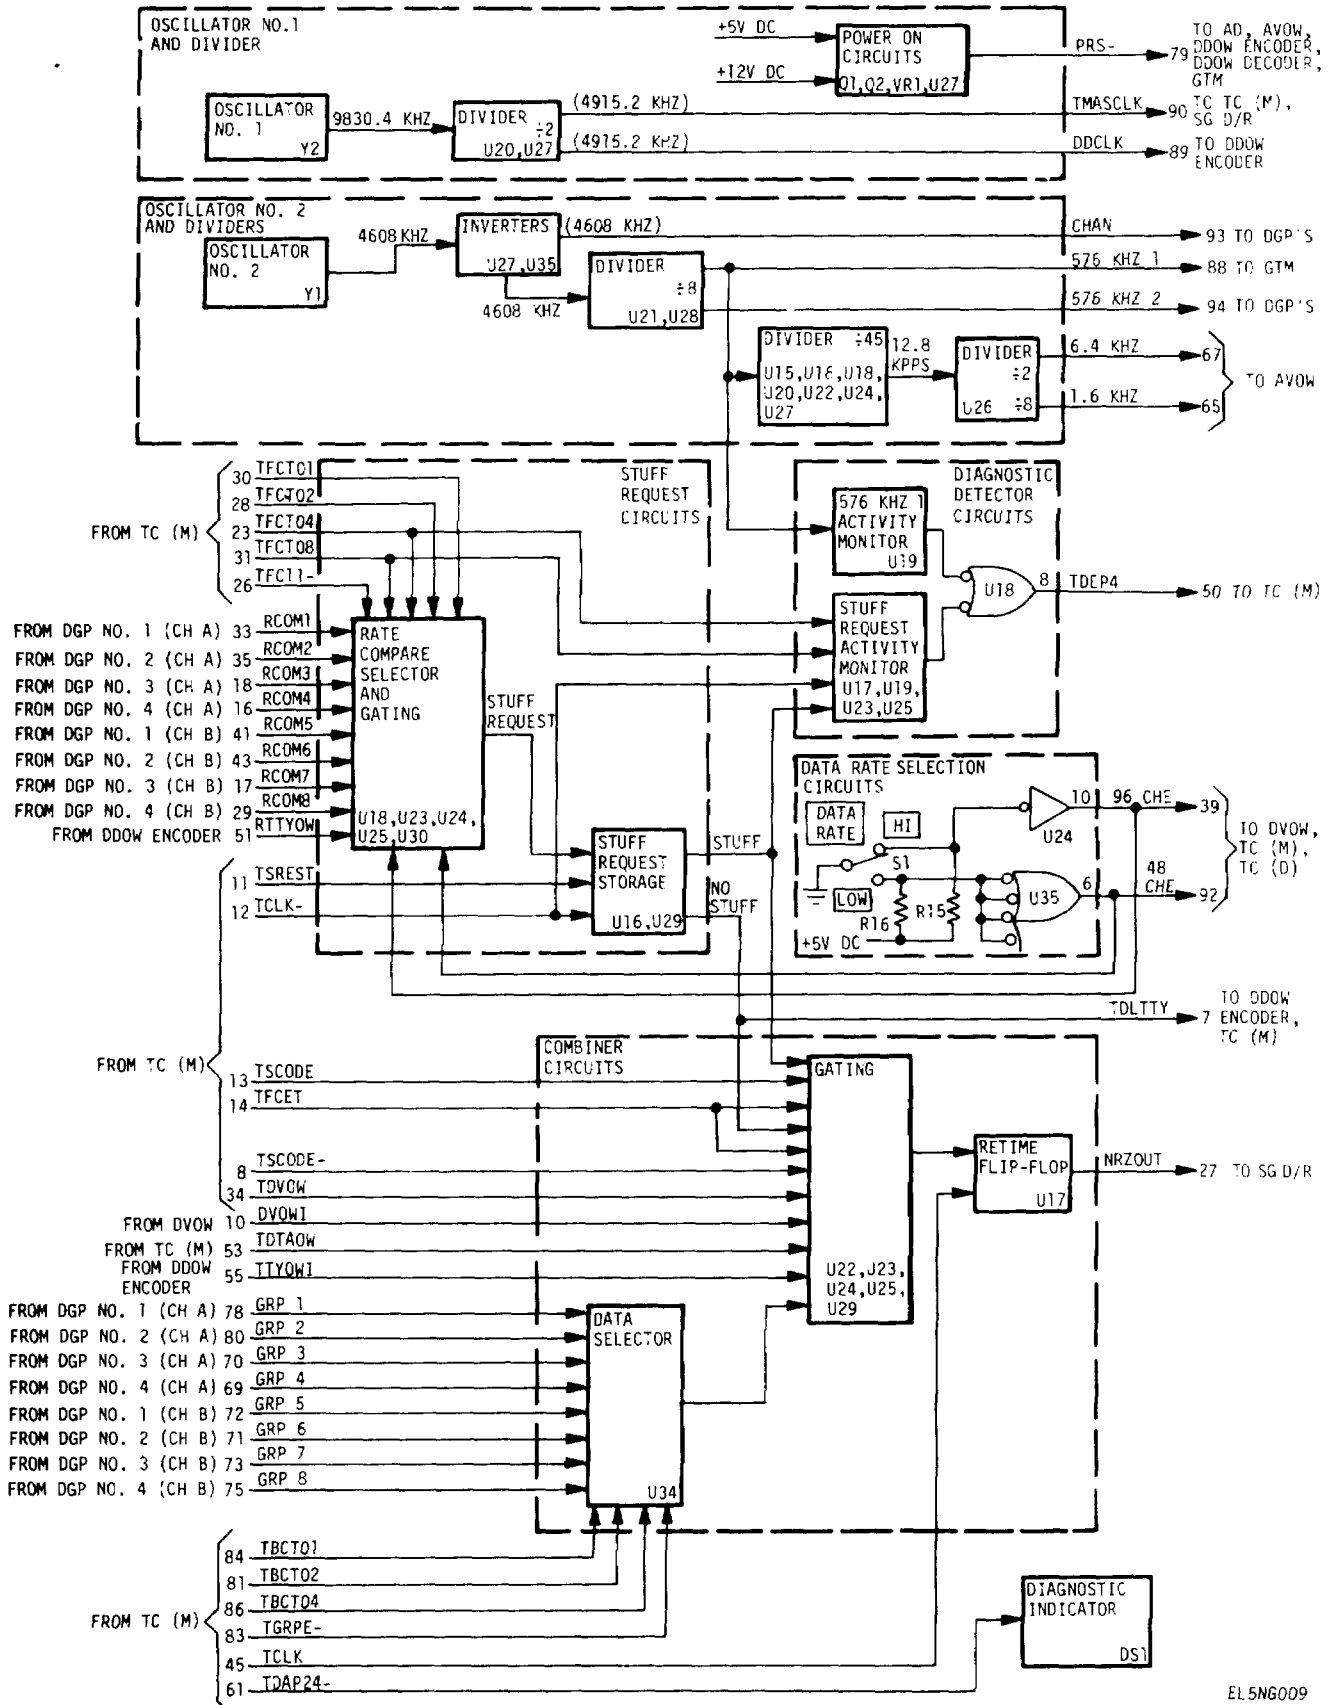 OSCILLATOR NO.1
AND DIVIDER
+5V DC
+12V DC
POWER ON
CIRCUITS
Q1,Q2,VR1,U27
PRS-
79
TO AD, AVOW,
DDOW ENCODER,
DDOW DECODER,
GTM
OSCILLATOR
NO. 1
Y2
9830.4 KHZ
DIVIDER
÷2
U20,U27
(4915.2 KHZ)
TMASCLK
90
TC TC (M),
SG D/R
(4915.2 KHZ)
DDCLK
89
TO DDOW
ENCODER
OSCILLATOR NO. 2
AND DIVIDERS
OSCILLATOR
NO. 2
Y1
4608 KHZ
INVERTERS
U27,U35
(4608 KHZ)
CHAN
93 TO DGP'S
4608 KHZ
DIVIDER
÷8
U21,U28
576 KHZ 1
88 TO GTM
576 KHZ 2
94 TO DGP'S
DIVIDER ÷45
U15,U16,U18,
U20,U22,U24,
U27
12.8
KPPS
DIVIDER
÷2
U26 ÷8
6.4 KHZ
67
1.6 KHZ
65
TO AVOW
FROM TC (M)
30 TFCT01
28 TFCT02
23 TFCT04
31 TFCT08
26 TFC11-
STUFF
REQUEST
CIRCUITS
DIAGNOSTIC
DETECTOR
CIRCUITS
576 KHZ 1
ACTIVITY
MONITOR
U19
STUFF
REQUEST
ACTIVITY
MONITOR
U17,U19,
U23,U25
U18
8
TDEP4
50 TO TC (M)
FROM DGP NO. 1 (CH A) 33 RCOM1
FROM DGP NO. 2 (CH A) 35 RCOM2
FROM DGP NO. 3 (CH A) 18 RCOM3
FROM DGP NO. 4 (CH A) 16 RCOM4
FROM DGP NO. 1 (CH B) 41 RCOM5
FROM DGP NO. 2 (CH B) 43 RCOM6
FROM DGP NO. 3 (CH B) 17 RCOM7
FROM DGP NO. 4 (CH B) 29 RCOM8
FROM DDOW ENCODER 51 RTTYOW
RATE
COMPARE
SELECTOR
AND
GATING
U18,U23,U24,
U25,U30
STUFF
REQUEST
11 TSREST
12 TCLK-
STUFF
REQUEST
STORAGE
U16,U29
STUFF
NO
STUFF
DATA RATE SELECTION
CIRCUITS
DATA
RATE
HI
S1
LOW
R16
R15
+5V DC
U24
10
96 CHE
39
U35
6
48
CHE
92
TO DVOW,
TC (M),
TC (D)
TDLTTY
7
TO DDOW
ENCODER,
TC (M)
FROM TC (M)
13 TSCODE
14 TFCET
8 TSCODE-
34 TDVOW
FROM DVOW 10 DVOWI
FROM TC (M) 53 TDTAOW
FROM DDOW
ENCODER
55 TTYOWI
COMBINER
CIRCUITS
GATING
U22,U23,
U24,U25,
U29
RETIME
FLIP-FLOP
U17
NRZOUT
27 TO SG D/R
FROM DGP NO. 1 (CH A) 78 GRP 1
FROM DGP NO. 2 (CH A) 80 GRP 2
FROM DGP NO. 3 (CH A) 70 GRP 3
FROM DGP NO. 4 (CH A) 69 GRP 4
FROM DGP NO. 1 (CH B) 72 GRP 5
FROM DGP NO. 2 (CH B) 71 GRP 6
FROM DGP NO. 3 (CH B) 73 GRP 7
FROM DGP NO. 4 (CH B) 75 GRP 8
DATA
SELECTOR
U34
FROM TC (M)
84 TBCT01
81 TBCT02
86 TBCT04
83 TGRPE-
45 TCLK
61 TDAP24-
DIAGNOSTIC
INDICATOR
DS1
EL5NG009